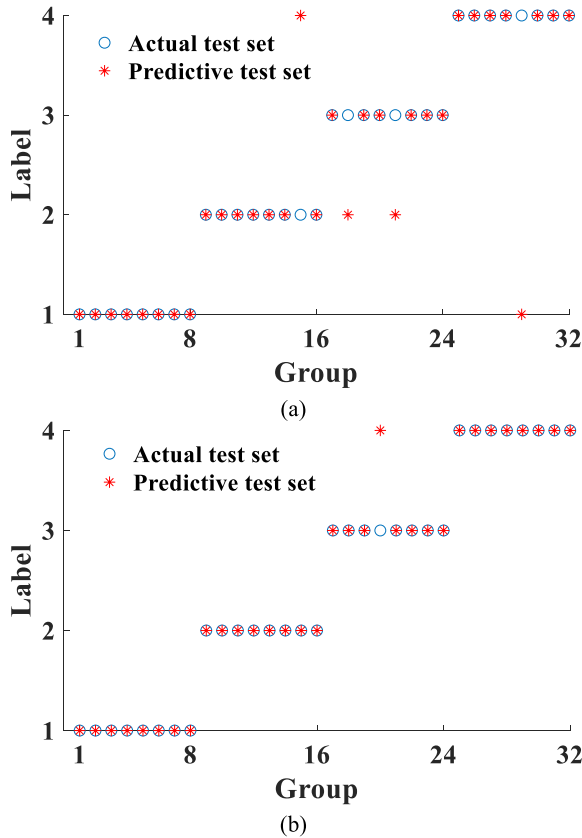 4
Actual test set
Predictive test set
3
Label
2
1
1 8 16 24 32
Group
(a)
4
Actual test set
Predictive test set
3
Label
2
1
1 8 16 24 32
Group
(b)